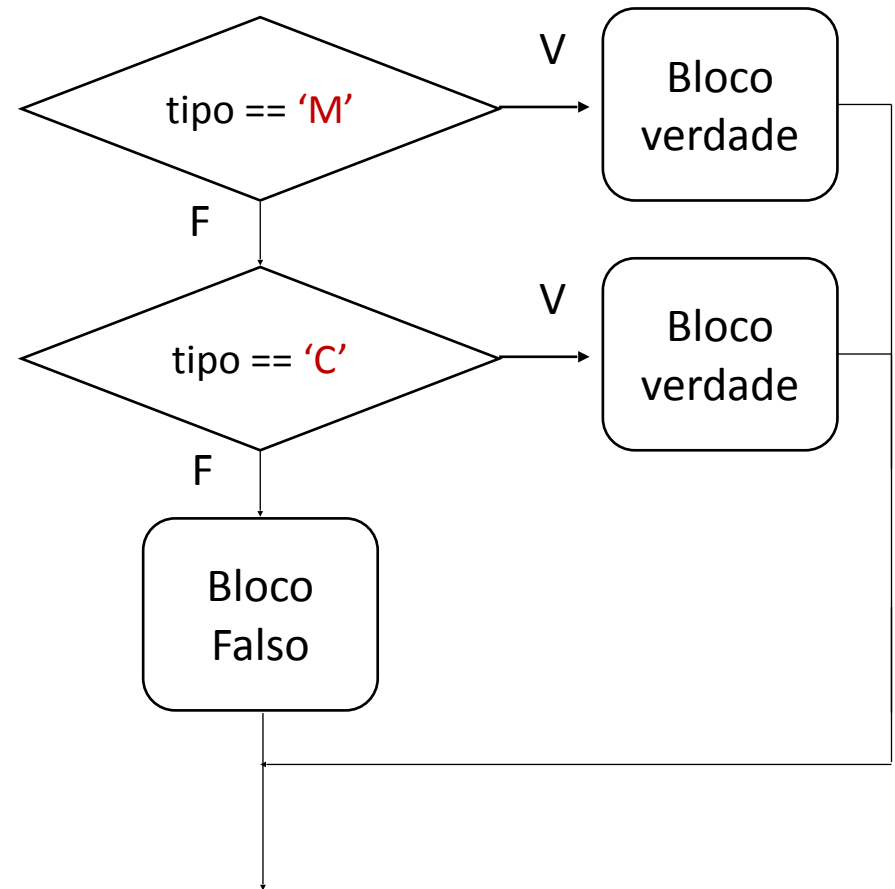 tipo == ‘M’
V
Bloco
verdade
F
tipo == ‘C’
V
Bloco
verdade
F
Bloco
Falso